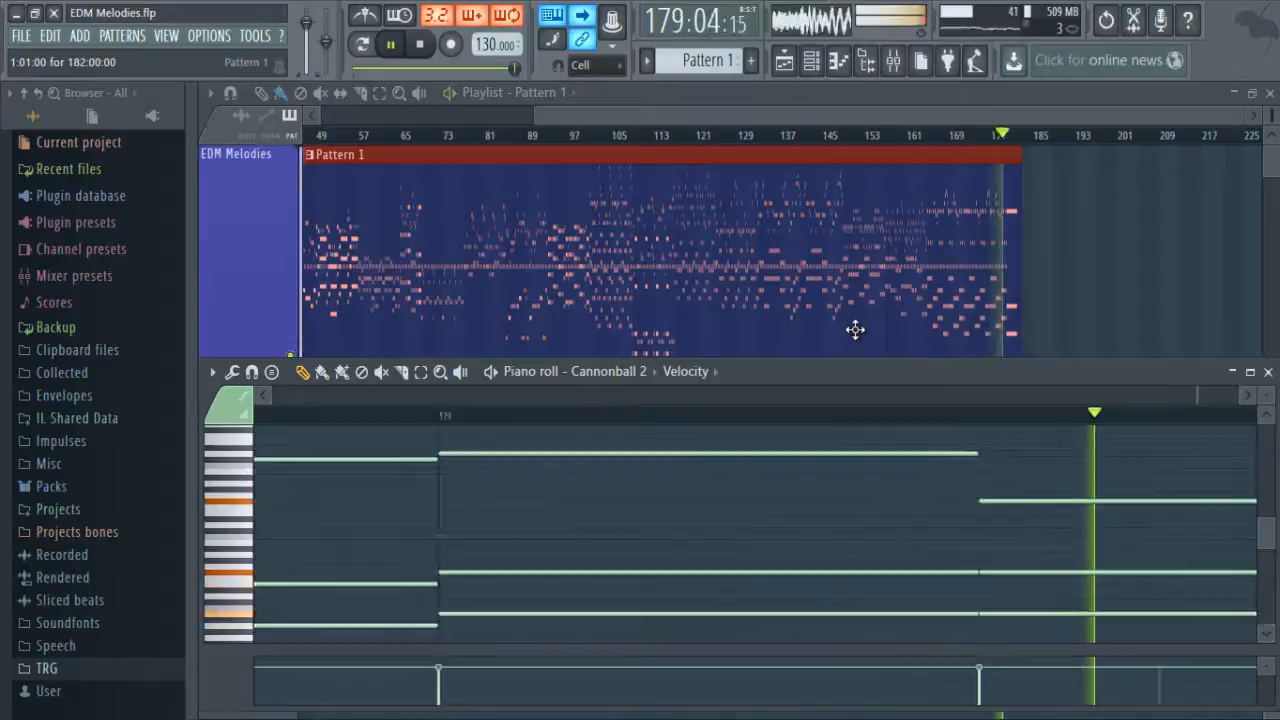 EDM Melodies.flp
FILE EDIT ADD PATTERNS VIEW OPTIONS TOOLS ?
1:01:00 for 182:00:00 Pattern 1
3.2
130.000
Cell
179:04:15
B:S:T
Pattern 1
41 509 MB
3
Click for online news
Browser - All
Playlist - Pattern 1
49 57 65 73 81 89 97 105 113 121 129 137 145 153 161 169 185 193 201 209 217 225
PAT
EDM Melodies
Pattern 1
Current project
Recent files
Plugin database
Plugin presets
Channel presets
Mixer presets
Scores
Backup
Clipboard files
Collected
Envelopes
IL Shared Data
Impulses
Misc
Packs
Projects
Projects bones
Recorded
Rendered
Sliced beats
Soundfonts
Speech
TRG
User
Piano roll - Cannonball 2 Velocity